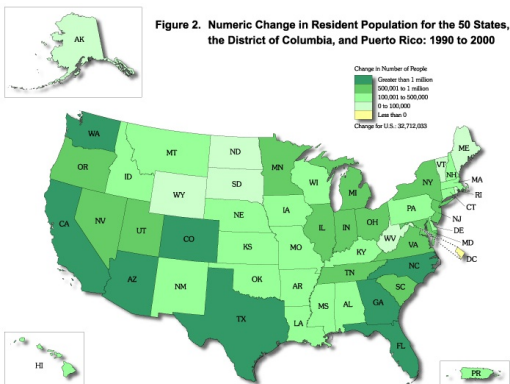 Figure 2. Numeric Change in Resident Population for the 50 States,
the District of Columbia, and Puerto Rico: 1990 to 2000
AK
Change in Number of People
Greater than 1 million
500,001 to 1 million
100,001 to 500,000
0 to 100,000
Less than 0
Change for U.S.: 32,712,033
WA
MT
ND
MN
ME
VT
NH
OR
ID
SD
WI
MI
NY
MA
RI
CT
WY
IA
PA
NJ
NV
NE
IL
IN
OH
DE
MD
DC
CA
UT
CO
KS
MO
KY
WV
VA
AZ
NM
OK
AR
TN
NC
SC
TX
LA
MS
AL
GA
FL
HI
PR